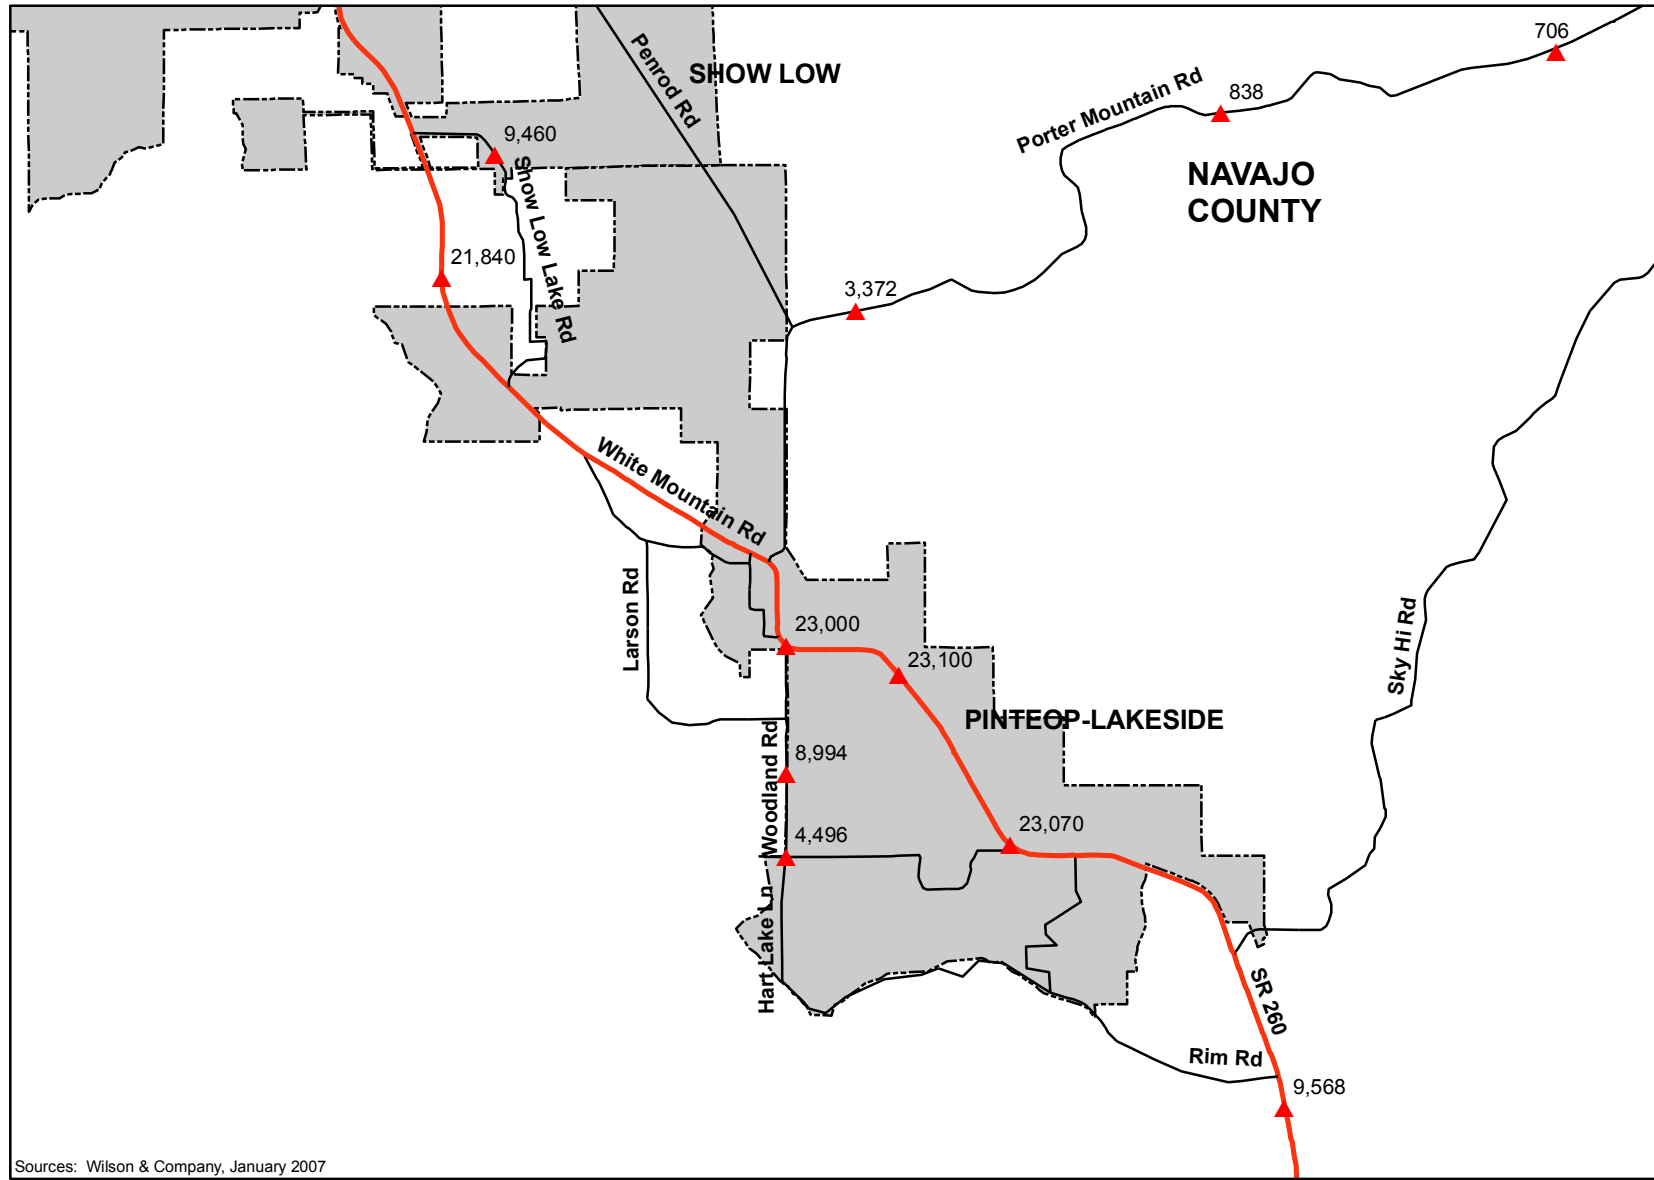 706
Penrod Rd
SHOW LOW
Porter Mountain Rd
838
9,460
NAVAJO
COUNTY
Show Low Lake Rd
21,840
3,372
White Mountain Rd
Larson Rd
23,000
23,100
Sky Hi Rd
PINTEOP-LAKESIDE
Woodland Rd
8,994
4,496
23,070
Hart Lake Ln
SR 260
Rim Rd
9,568
Sources: Wilson & Company, January 2007